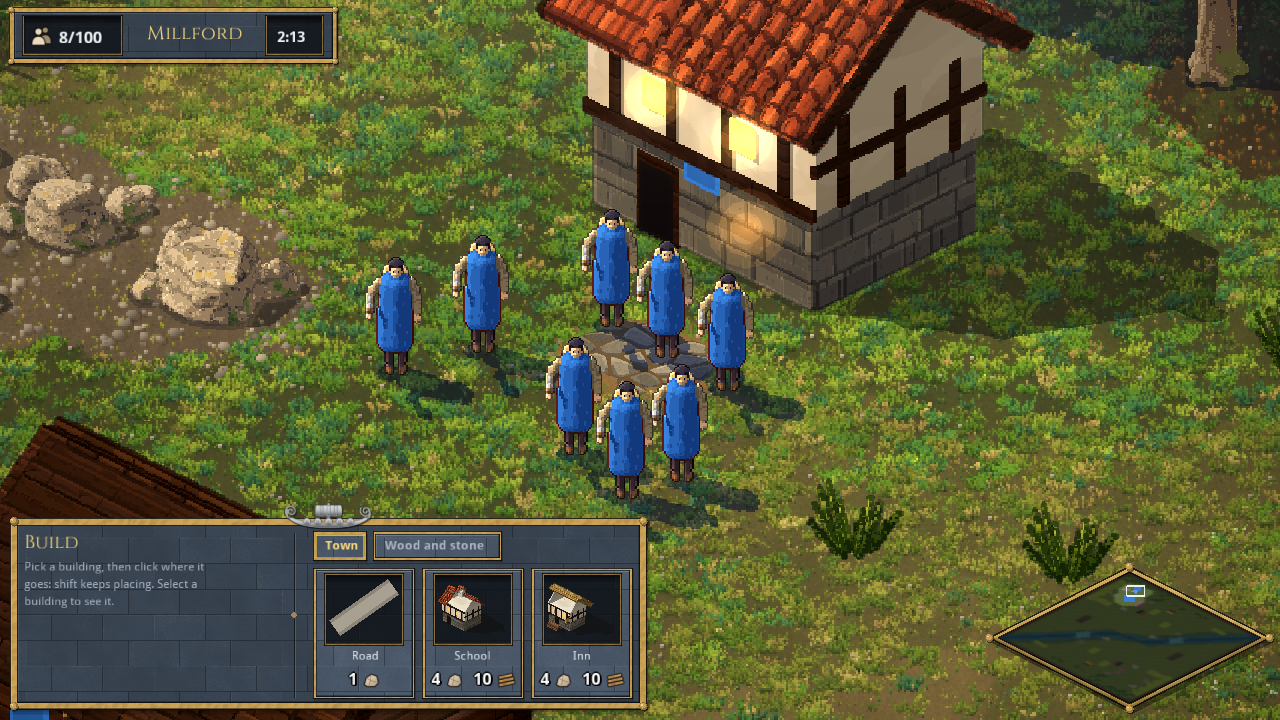 8/100
Millford
2:13
Build
Pick a building, then click where it
goes: shift keeps placing. Select a
building to see it.
Town
Wood and stone
Road
School
Inn
1
4 10
4 10